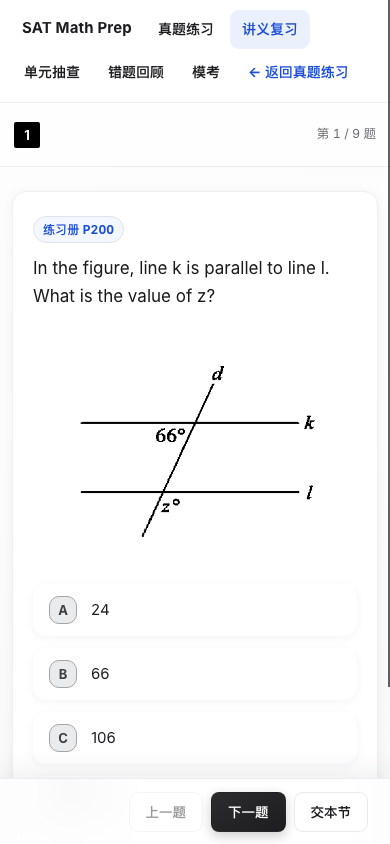 SAT Math Prep 真题练习 讲义复习
单元抽查 错题回顾 模考 ← 返回真题练习
1 第 1 / 9 题
练习册 P200
In the figure, line k is parallel to line l.
What is the value of z?
d
k
66°
l
z°
A 24
B 66
C 106
上一题 下一题 交本节